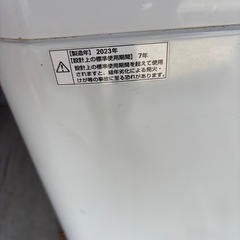 【製造年】 2023年
【設計上の標準使用期間】 7年
設計上の標準使用期間を超えて使用
されますと、経年劣化による発火・
けが等の事故に至る恐れがあります。